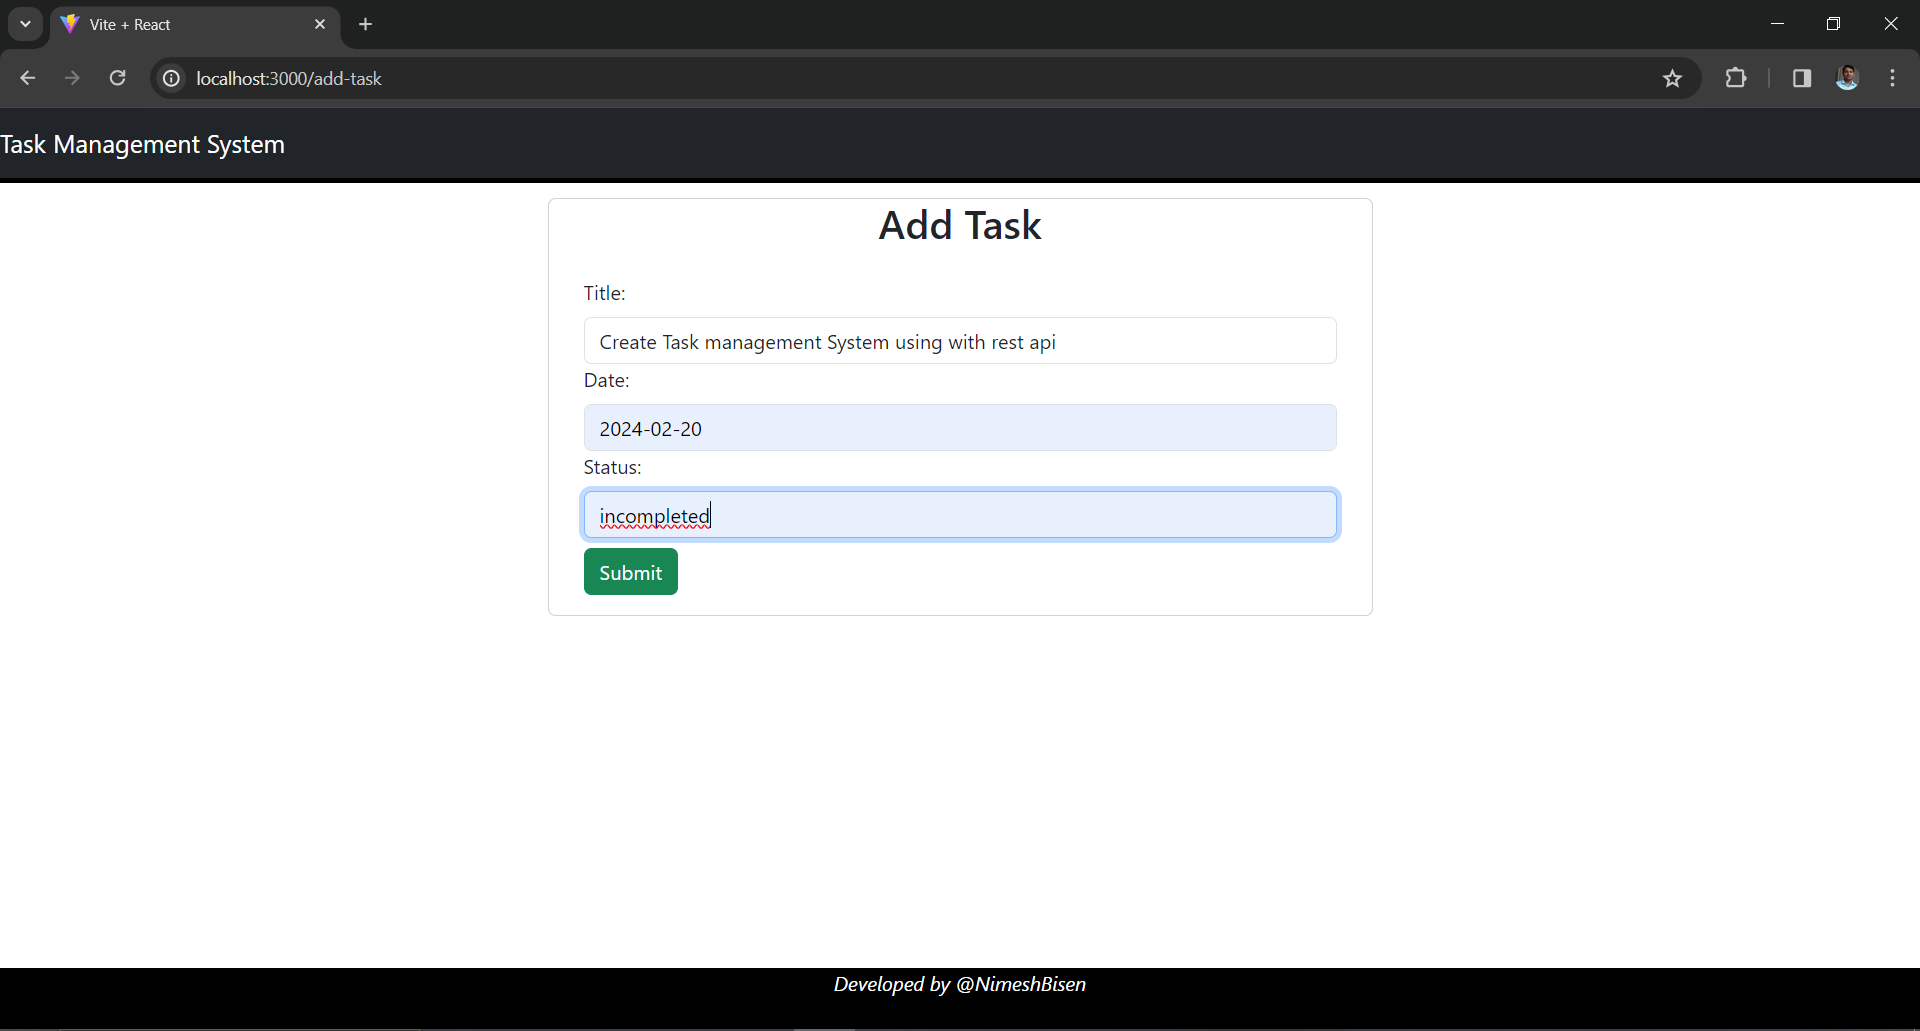 Vite + React
localhost:3000/add-task
Task Management System
Add Task
Title:
Create Task management System using with rest api
Date:
2024-02-20
Status:
incompleted
Submit
Developed by @NimeshBisen